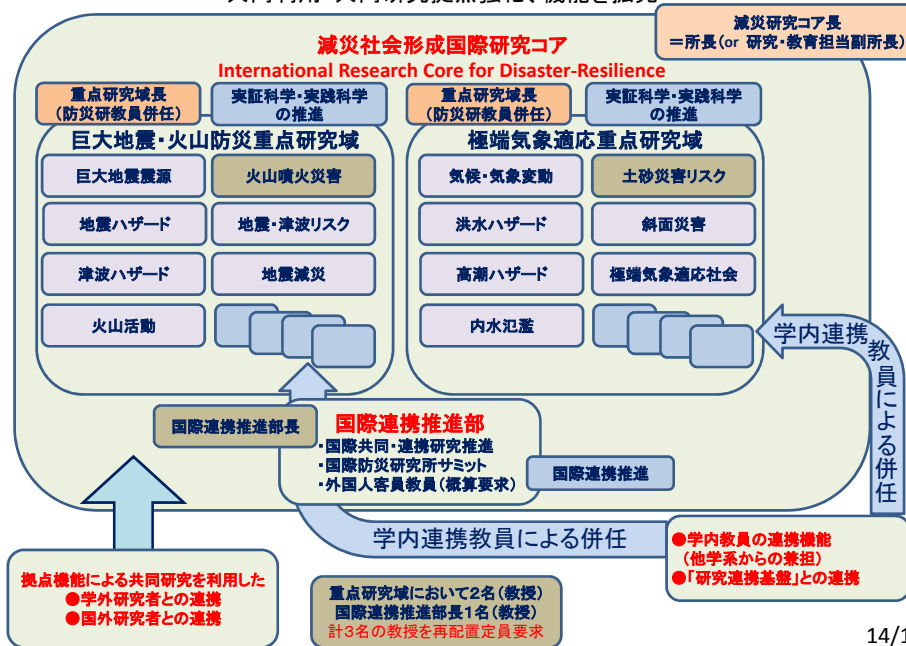 減災研究コア長
＝所長(or 研究・教育担当副所長)
減災社会形成国際研究コア
International Research Core for Disaster-Resilience
重点研究域長
(防災研教員併任)
実証科学・実践科学
の推進
巨大地震・火山防災重点研究域
巨大地震震源
火山噴火災害
地震ハザード
地震・津波リスク
津波ハザード
地震減災
火山活動
重点研究域長
(防災研教員併任)
実証科学・実践科学
の推進
極端気象適応重点研究域
気候・気象変動
土砂災害リスク
洪水ハザード
斜面災害
高潮ハザード
極端気象適応社会
内水氾濫
学内連携教員による併任
国際連携推進部長
国際連携推進部
・国際共同・連携研究推進
・国際防災研究所サミット
・外国人客員教員(概算要求)
国際連携推進
学内連携教員による併任
拠点機能による共同研究を利用した
●学外研究者との連携
●国外研究者との連携
重点研究域において2名(教授)
国際連携推進部長1名(教授)
計3名の教授を再配置定員要求
●学内教員の連携機能
(他学系からの兼担)
●「研究連携基盤」との連携
14/1